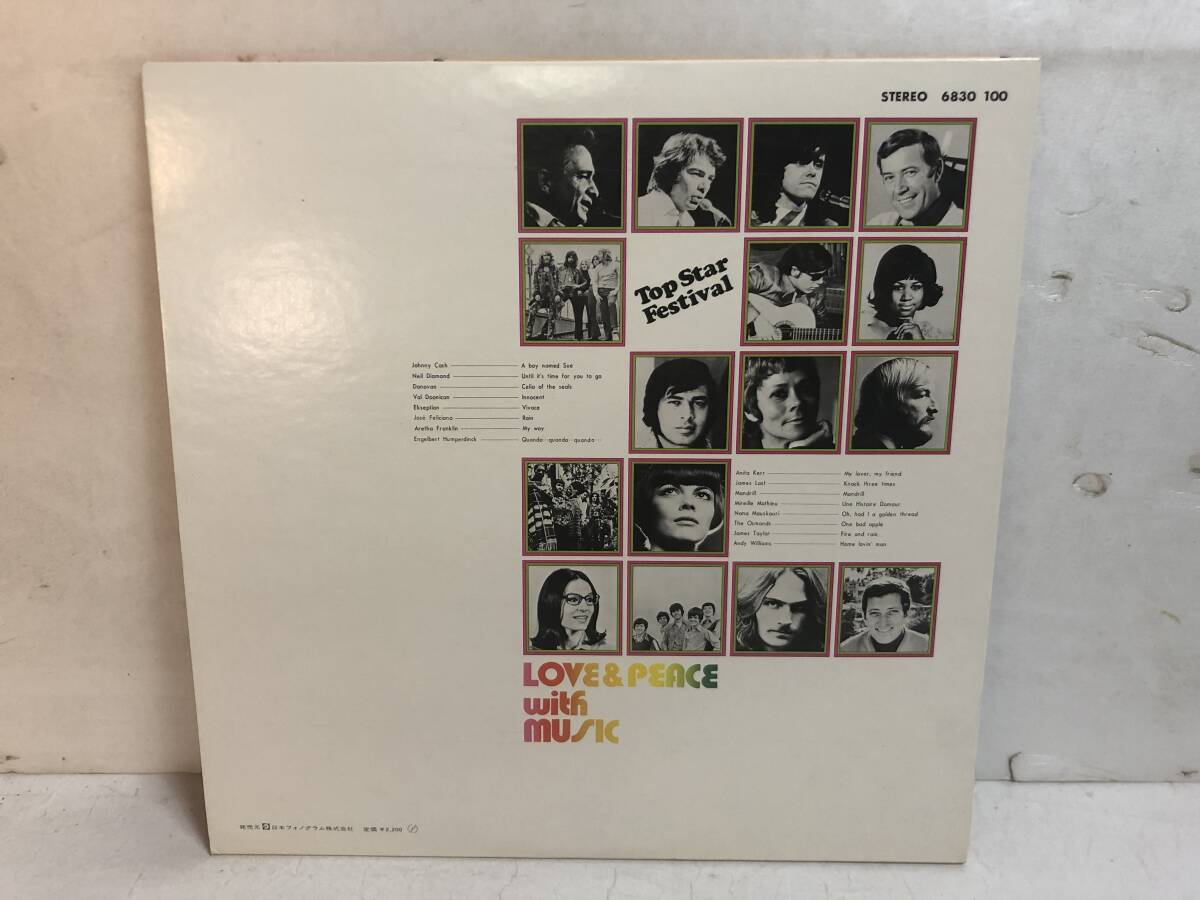 STEREO 6830 100
Top Star
Festival
Johnny Cash A boy named Sue
Neil Diamond Until it's time for you to go
Donovan Celia of the seals
Val Doonican Innocent
Ekseption Vivace
José Feliciano Rain
Aretha Franklin My way
Engelbert Humperdinck Quando-quando-quando-
Anita Kerr My lover, my friend
James Last Knock three times
Mandrill Mandrill
Mireille Mathieu Une Histoire Damour
Nana Mouskouri Oh, had I a golden thread
The Osmonds One bad apple
James Taylor Fire and rain
Andy Williams Home lovin' man
LOVE & PEACE
with
MUSIC
発売元 日本フォノグラム株式会社 定価 ¥2,200